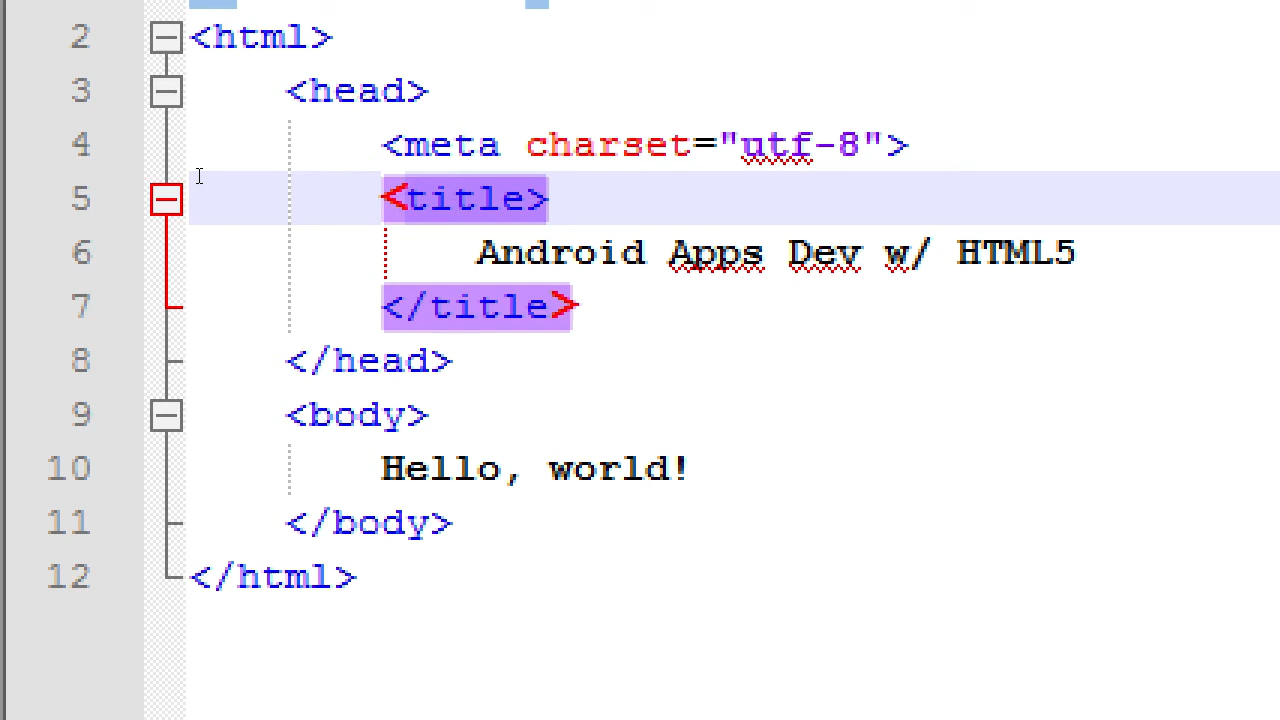 2 <html>
3 <head>
4 <meta charset="utf-8">
5 <title>
6 Android Apps Dev w/ HTML5
7 </title>
8 </head>
9 <body>
10 Hello, world!
11 </body>
12 </html>